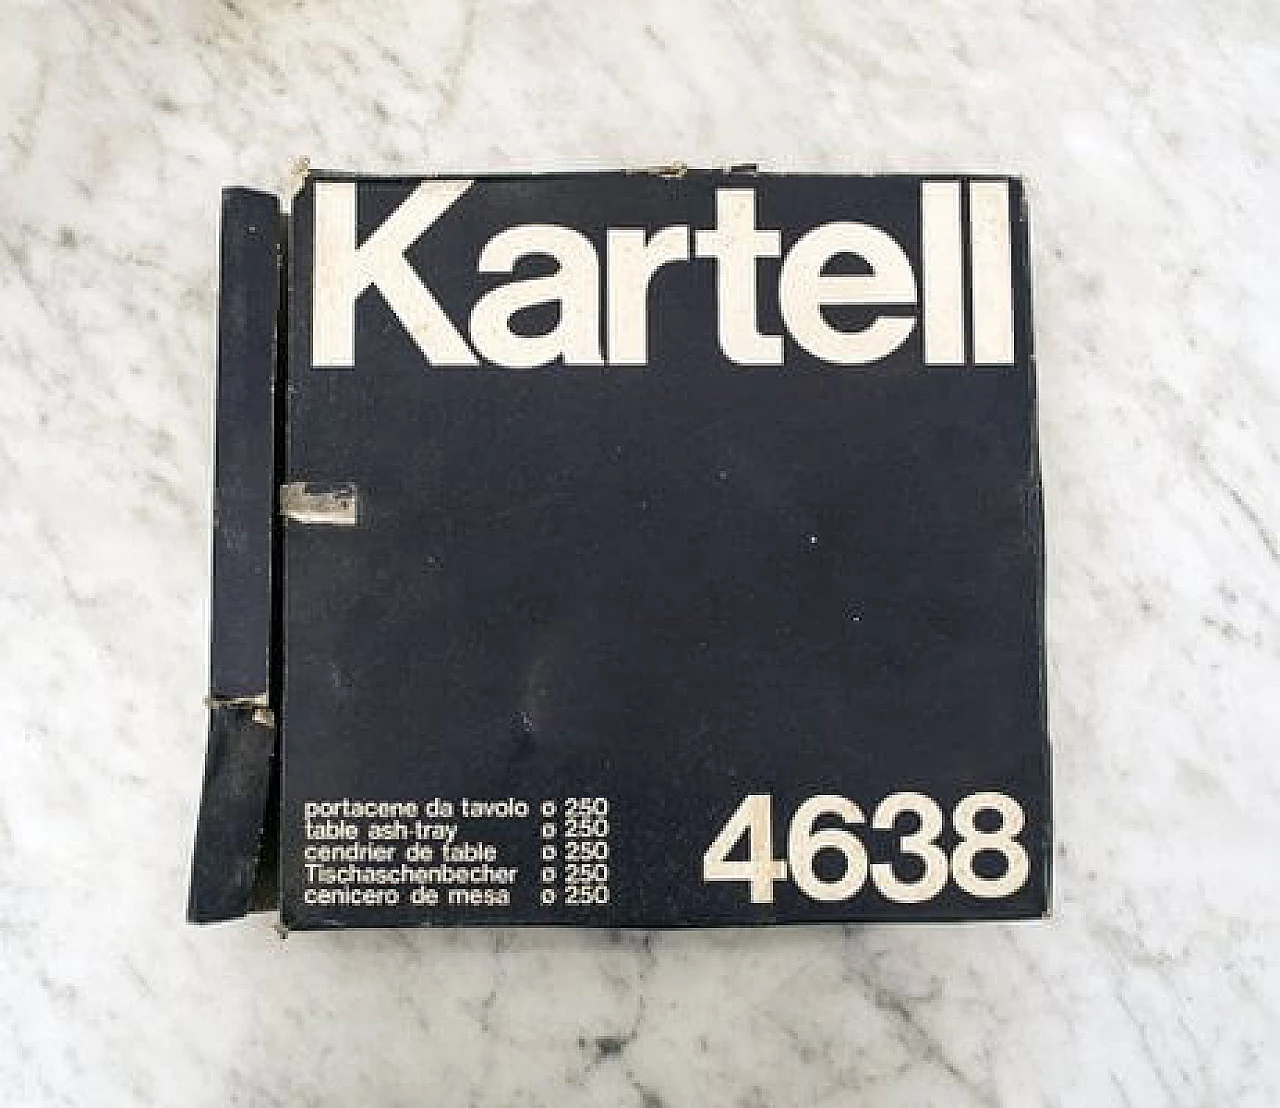 Kartell
portacene da tavolo ø 250
table ash-tray ø 250
cendrier de table ø 250
Tischaschenbecher ø 250
cenicero de mesa ø 250
4638